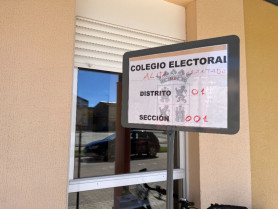 COLEGIO ELECTORAL
DISTRITO 01
SECCIÓN 001